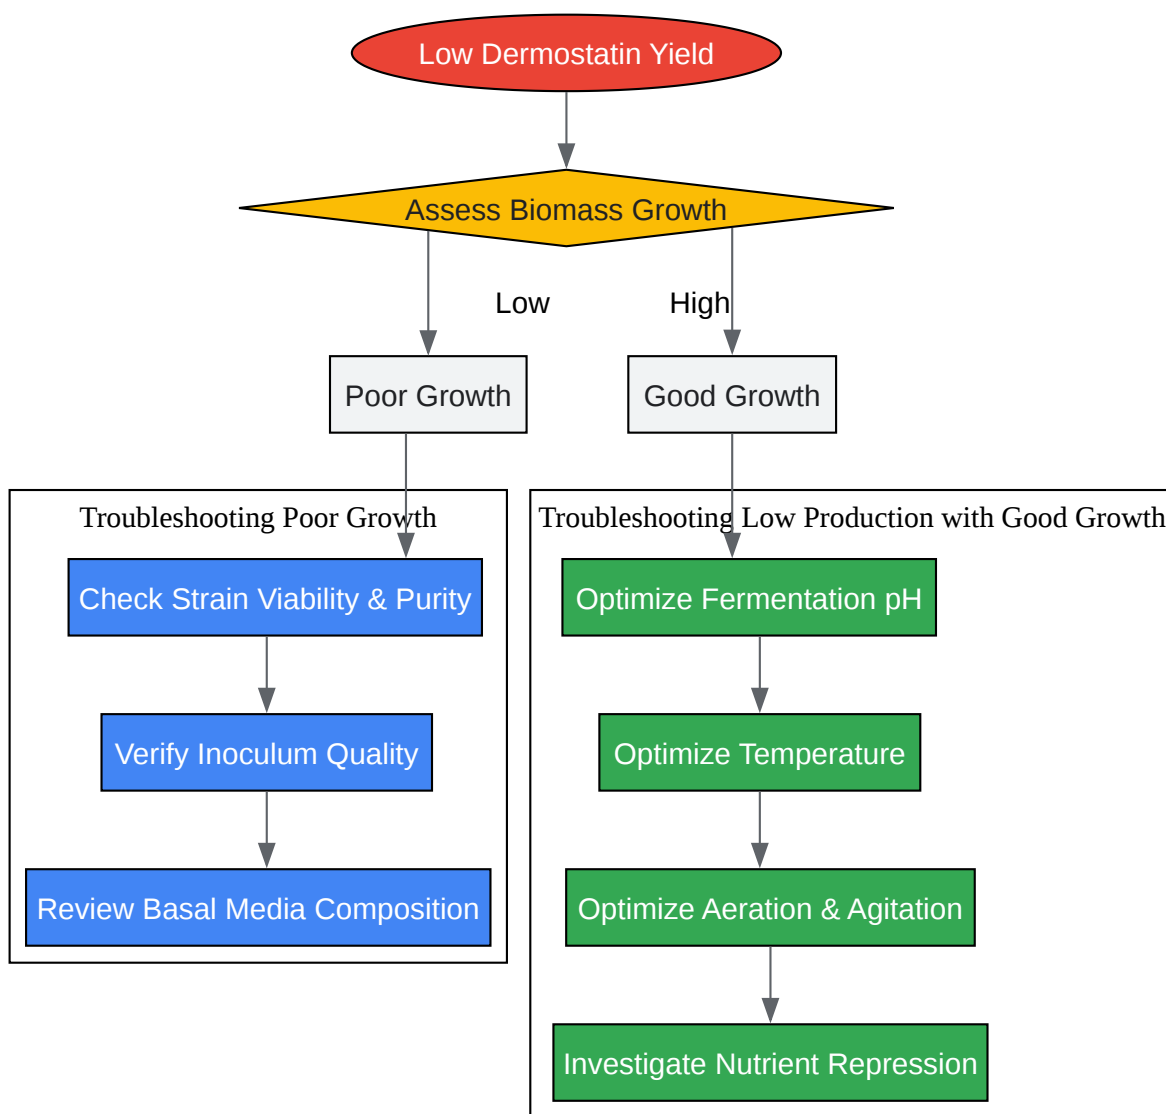 Low Dermostatin Yield
Assess Biomass Growth
Low
High
Poor Growth
Good Growth
Troubleshooting Poor Growth
Troubleshooting Low Production with Good Growth
Check Strain Viability & Purity
Optimize Fermentation pH
Verify Inoculum Quality
Optimize Temperature
Review Basal Media Composition
Optimize Aeration & Agitation
Investigate Nutrient Repression